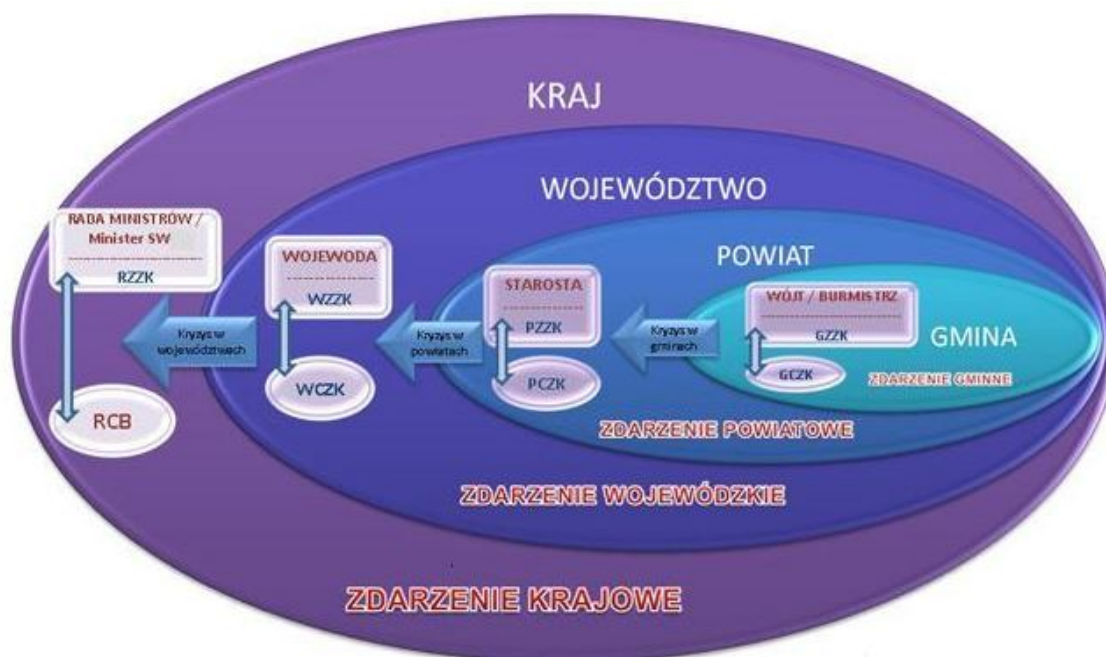 KRAJ
WOJEWÓDZTWO
POWIAT
GMINA
RADA MINISTRÓW /
Minister SW
RZZK
RCB
Kryzys w
województwach
WOJEWODA
WZZK
WCZK
Kryzys w
powiatach
STAROSTA
PZZK
PCZK
Kryzys w
gminach
WÓJT / BURMISTRZ
GZZK
GCZK
ZDARZENIE GMINNE
ZDARZENIE POWIATOWE
ZDARZENIE WOJEWÓDZKIE
ZDARZENIE KRAJOWE